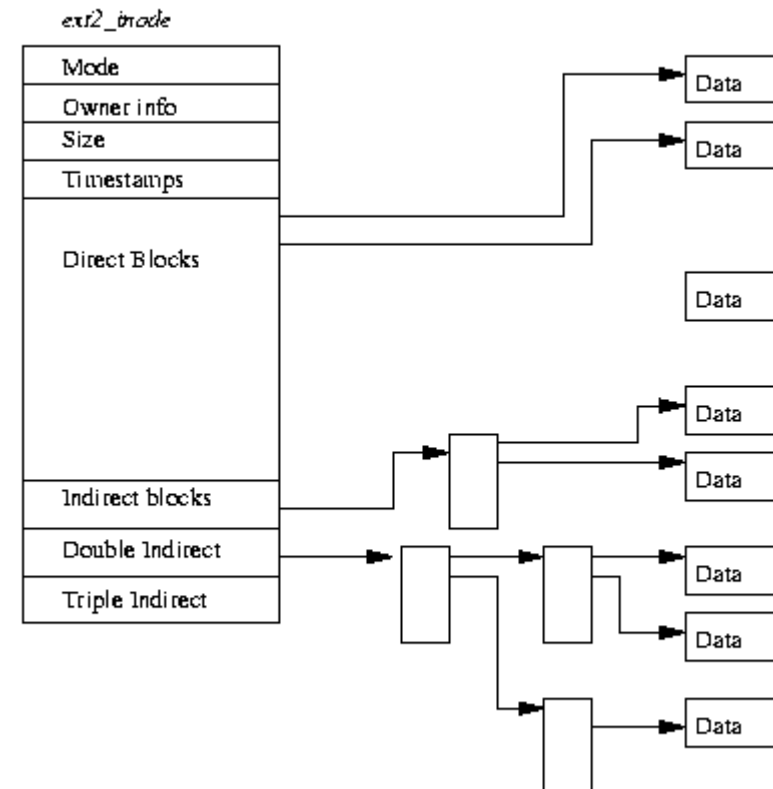 ext2_inode
Mode
Owner info
Size
Timestamps
Direct Blocks
Indirect blocks
Double Indirect
Triple Indirect
Data
Data
Data
Data
Data
Data
Data
Data